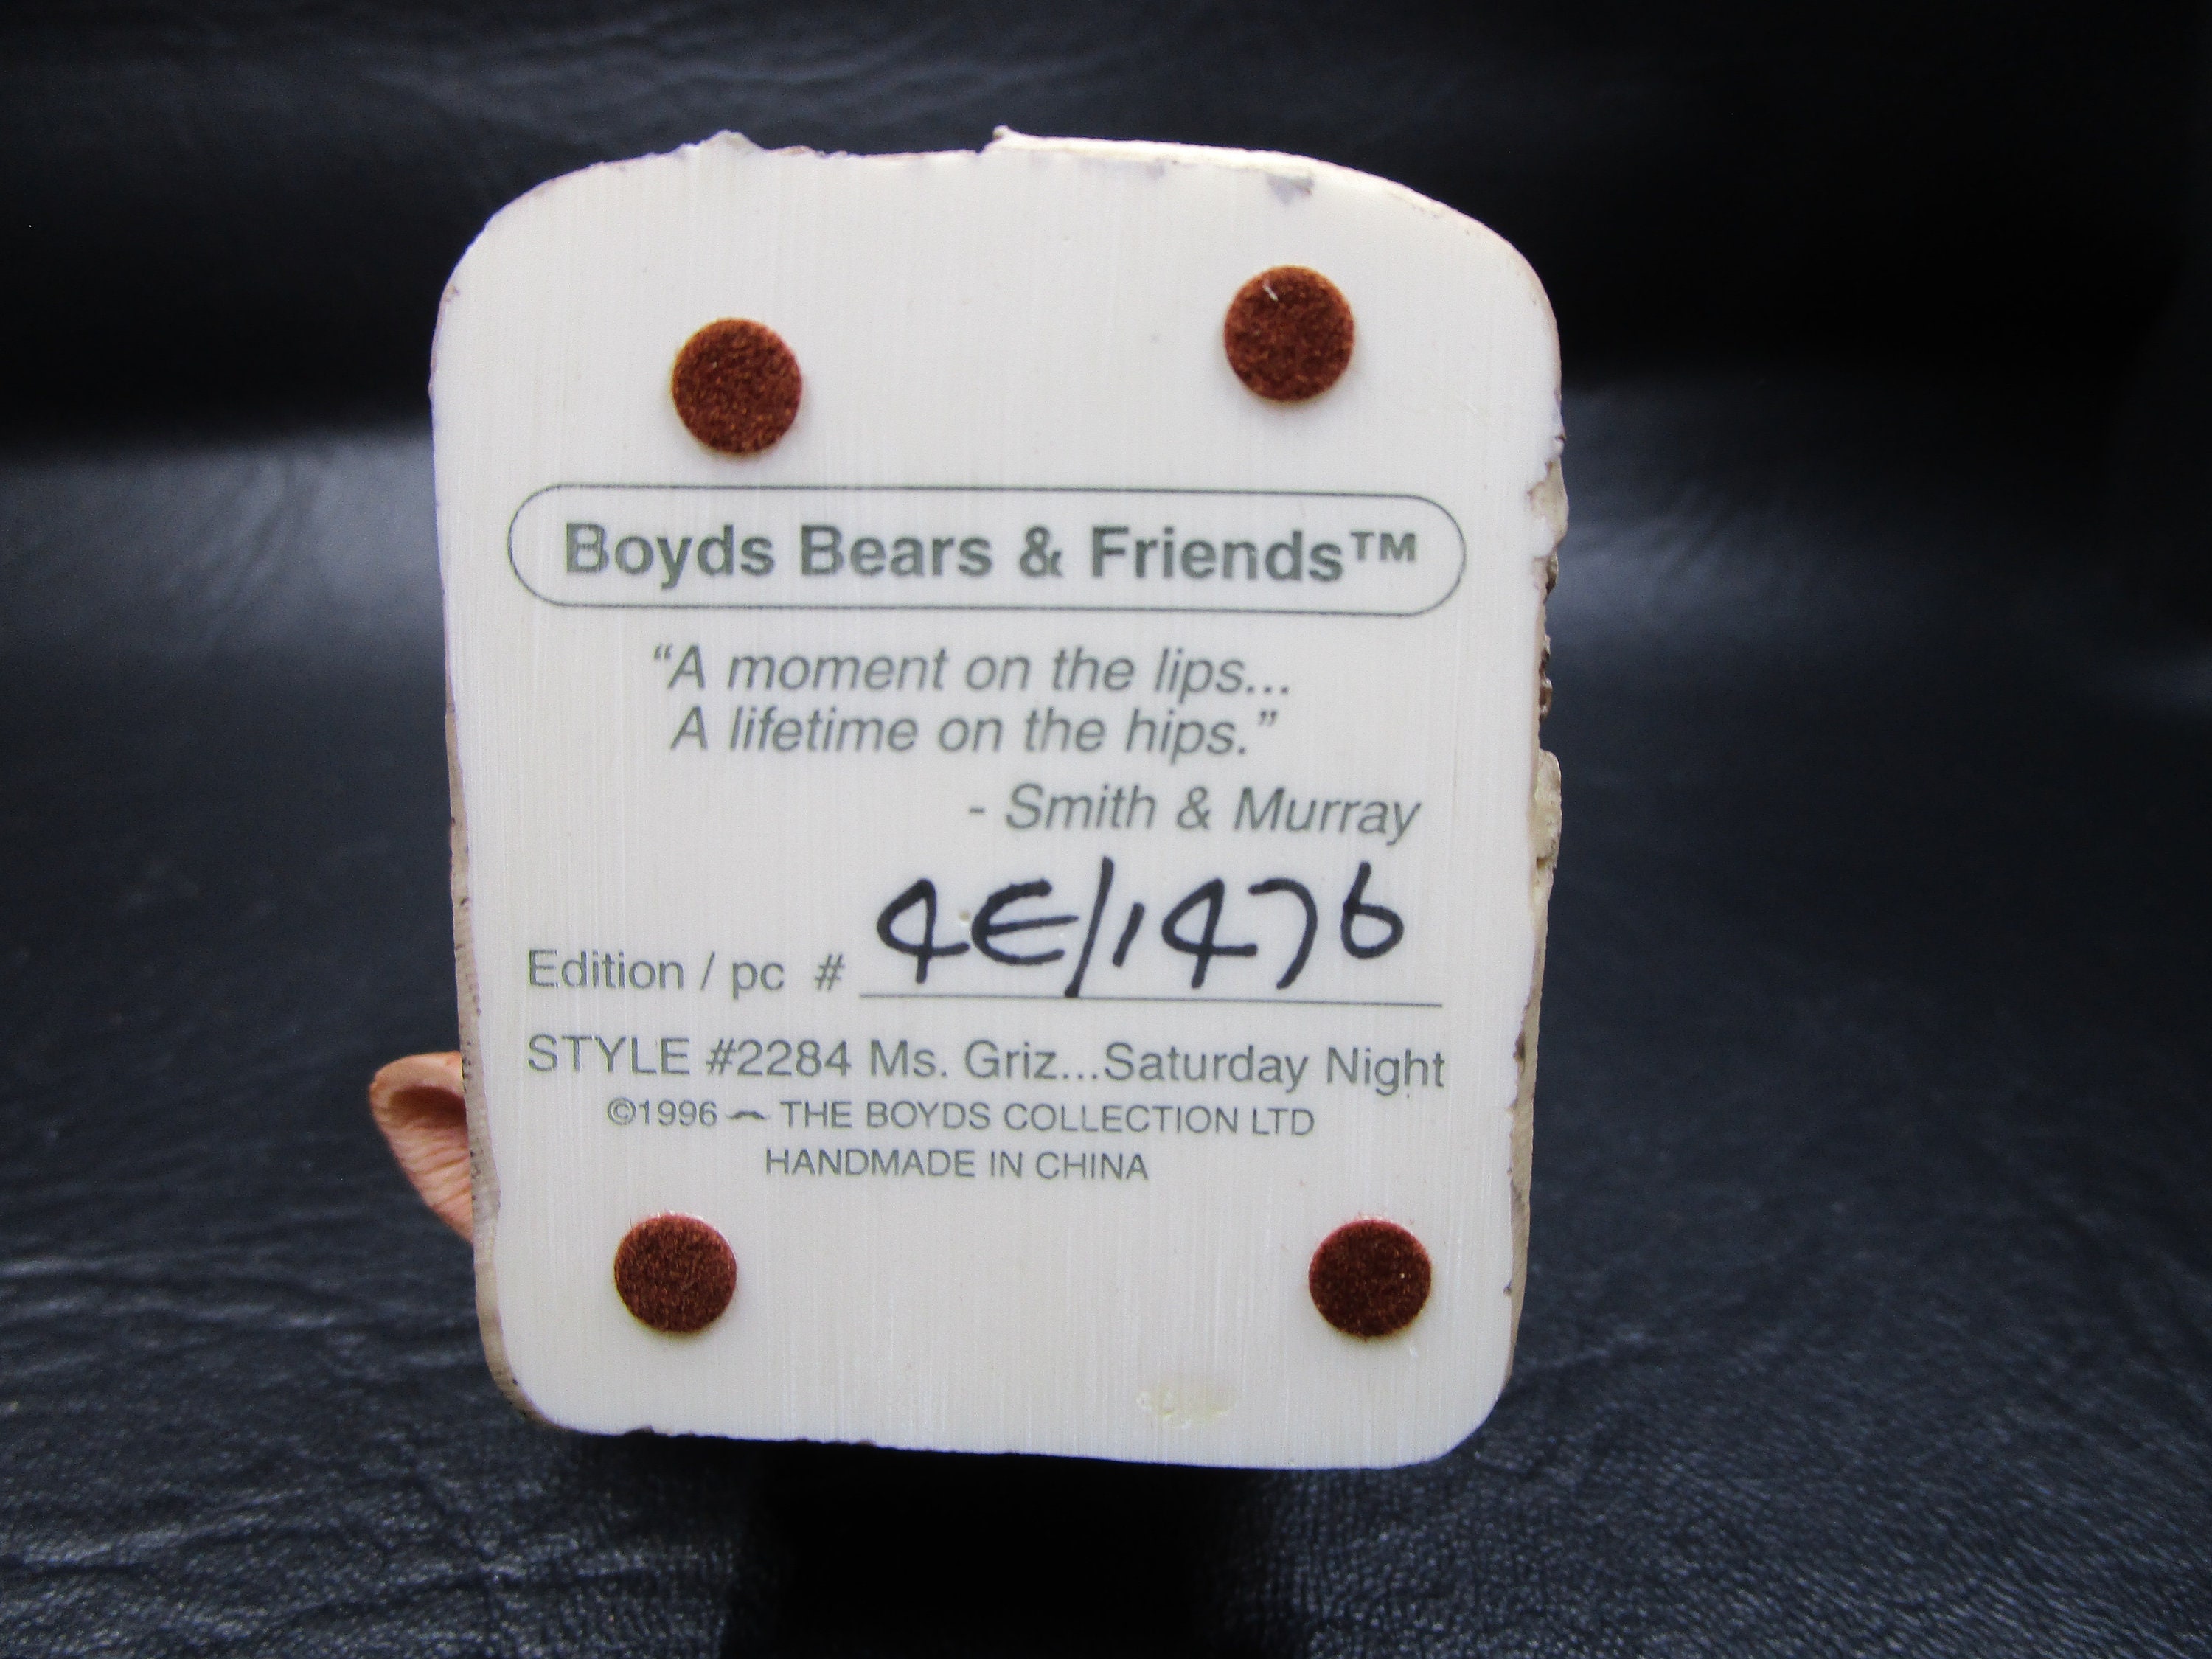 Boyds Bears & Friends™
“A moment on the lips...
A lifetime on the hips.”
- Smith & Murray
Edition / pc # 4E/1476
STYLE #2284 Ms. Griz...Saturday Night
©1996 THE BOYDS COLLECTION LTD
HANDMADE IN CHINA